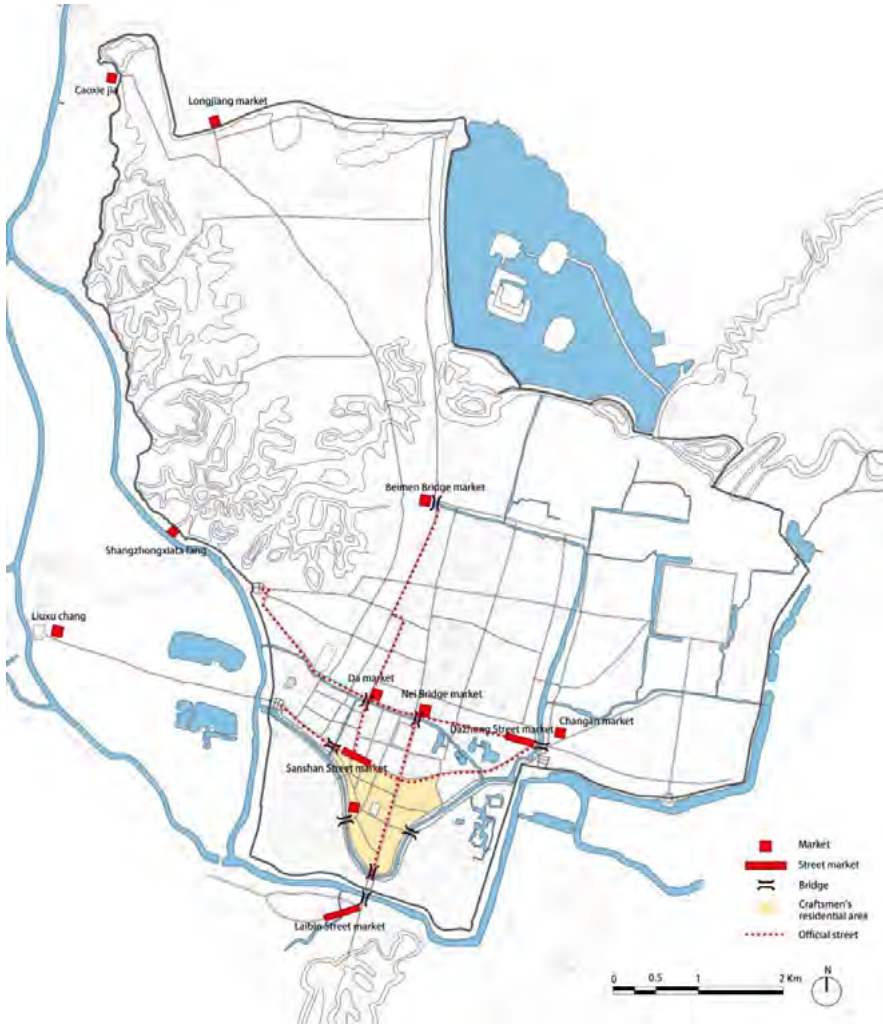 Caoxie jia
Longjiang market
Beimen Bridge market
Shangzhongxiata fang
Liuxu chang
Da market
Nei Bridge market
Dazhong Street market
Changan market
Sanshan Street market
Laibin Street market
Market
Street market
Bridge
Craftsmen's
residential area
Official street
0 0.5 1 2 Km
N